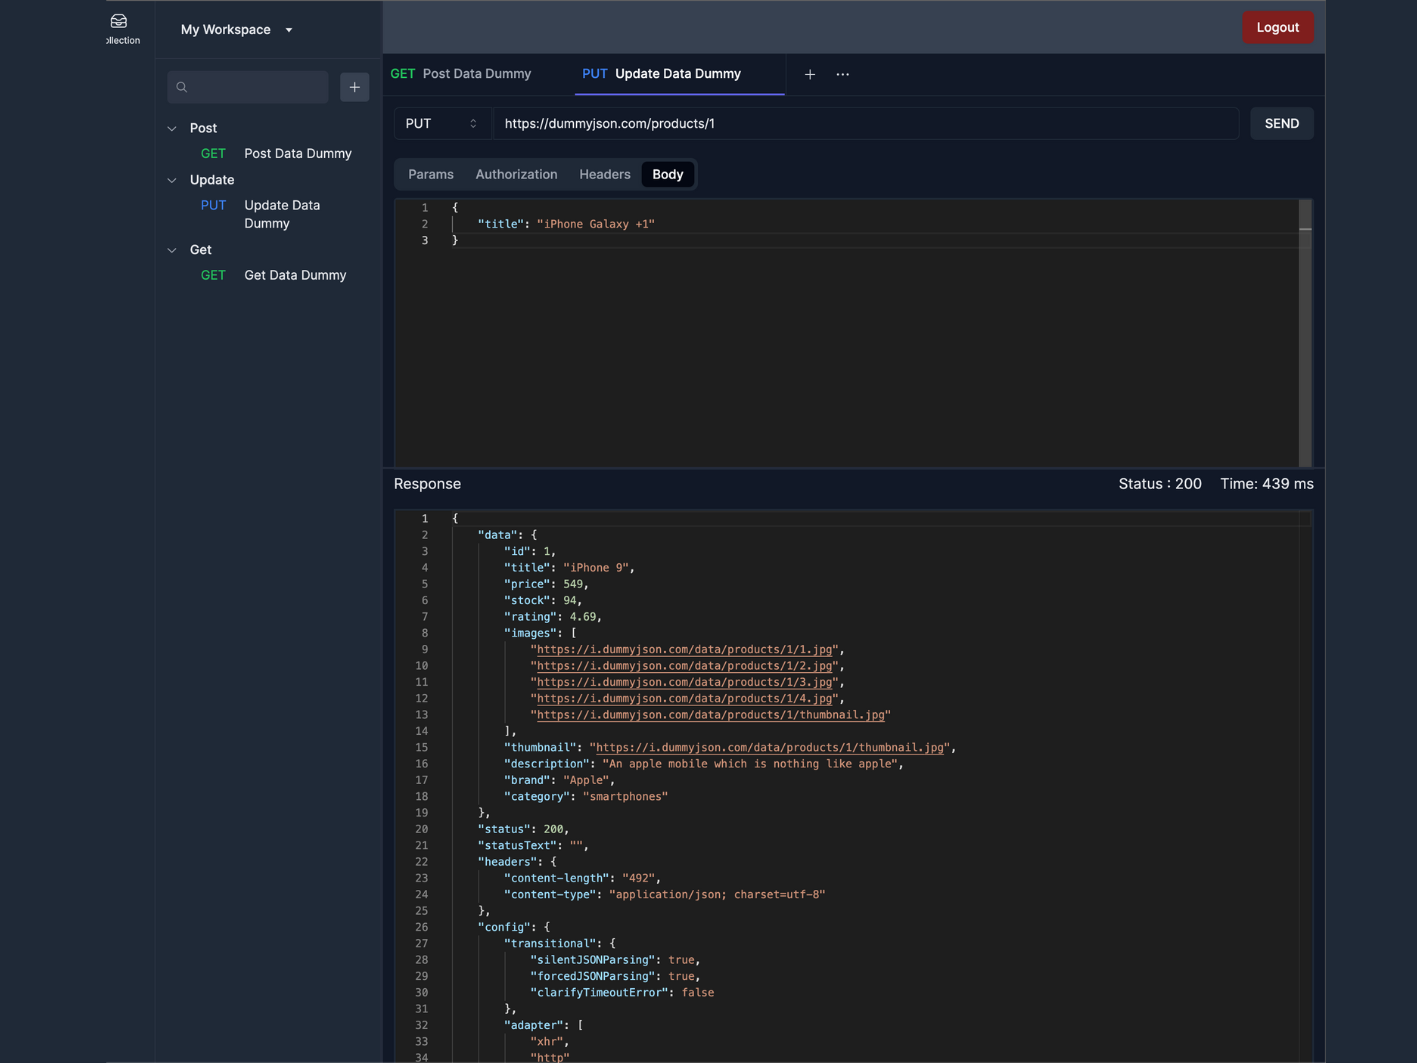 ollection
My Workspace
Logout
GET Post Data Dummy
PUT Update Data Dummy
+ ···
+
PUT
https://dummyjson.com/products/1
SEND
Post
GET Post Data Dummy
Update
PUT Update Data
Dummy
Get
GET Get Data Dummy
Params Authorization Headers Body
1 {
2 "title": "iPhone Galaxy +1"
3 }
Response
Status : 200 Time: 439 ms
1 {
2 "data": {
3 "id": 1,
4 "title": "iPhone 9",
5 "price": 549,
6 "stock": 94,
7 "rating": 4.69,
8 "images": [
9 "https://i.dummyjson.com/data/products/1/1.jpg",
10 "https://i.dummyjson.com/data/products/1/2.jpg",
11 "https://i.dummyjson.com/data/products/1/3.jpg",
12 "https://i.dummyjson.com/data/products/1/4.jpg",
13 "https://i.dummyjson.com/data/products/1/thumbnail.jpg"
14 ],
15 "thumbnail": "https://i.dummyjson.com/data/products/1/thumbnail.jpg",
16 "description": "An apple mobile which is nothing like apple",
17 "brand": "Apple",
18 "category": "smartphones"
19 },
20 "status": 200,
21 "statusText": "",
22 "headers": {
23 "content-length": "492",
24 "content-type": "application/json; charset=utf-8"
25 },
26 "config": {
27 "transitional": {
28 "silentJSONParsing": true,
29 "forcedJSONParsing": true,
30 "clarifyTimeoutError": false
31 },
32 "adapter": [
33 "xhr",
34 "http"